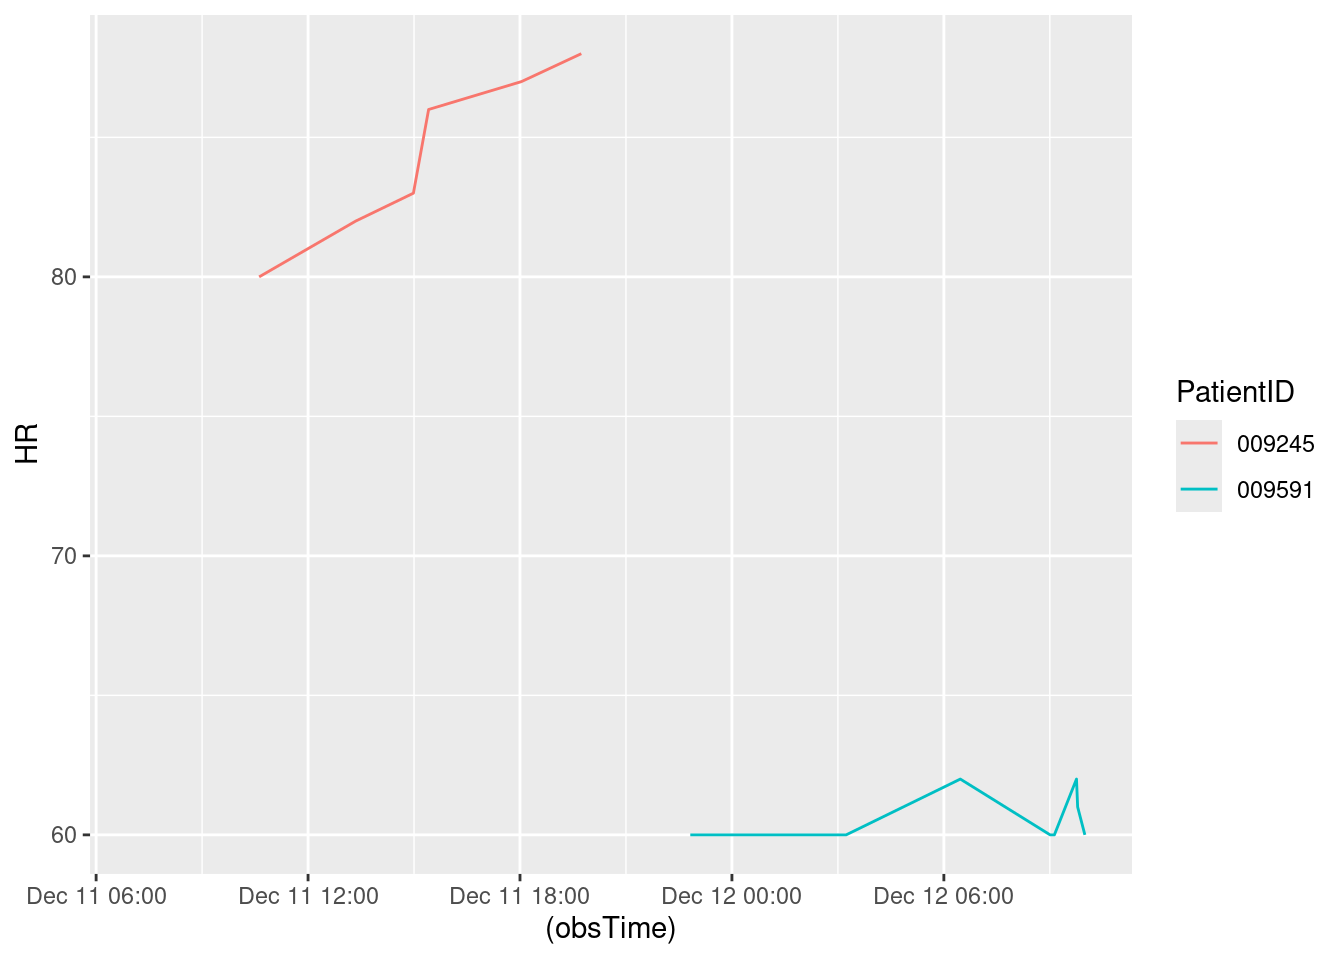 HR
80
70
60
Dec 11 06:00
Dec 11 12:00
Dec 11 18:00
Dec 12 00:00
Dec 12 06:00
(obsTime)
PatientID
009245
009591